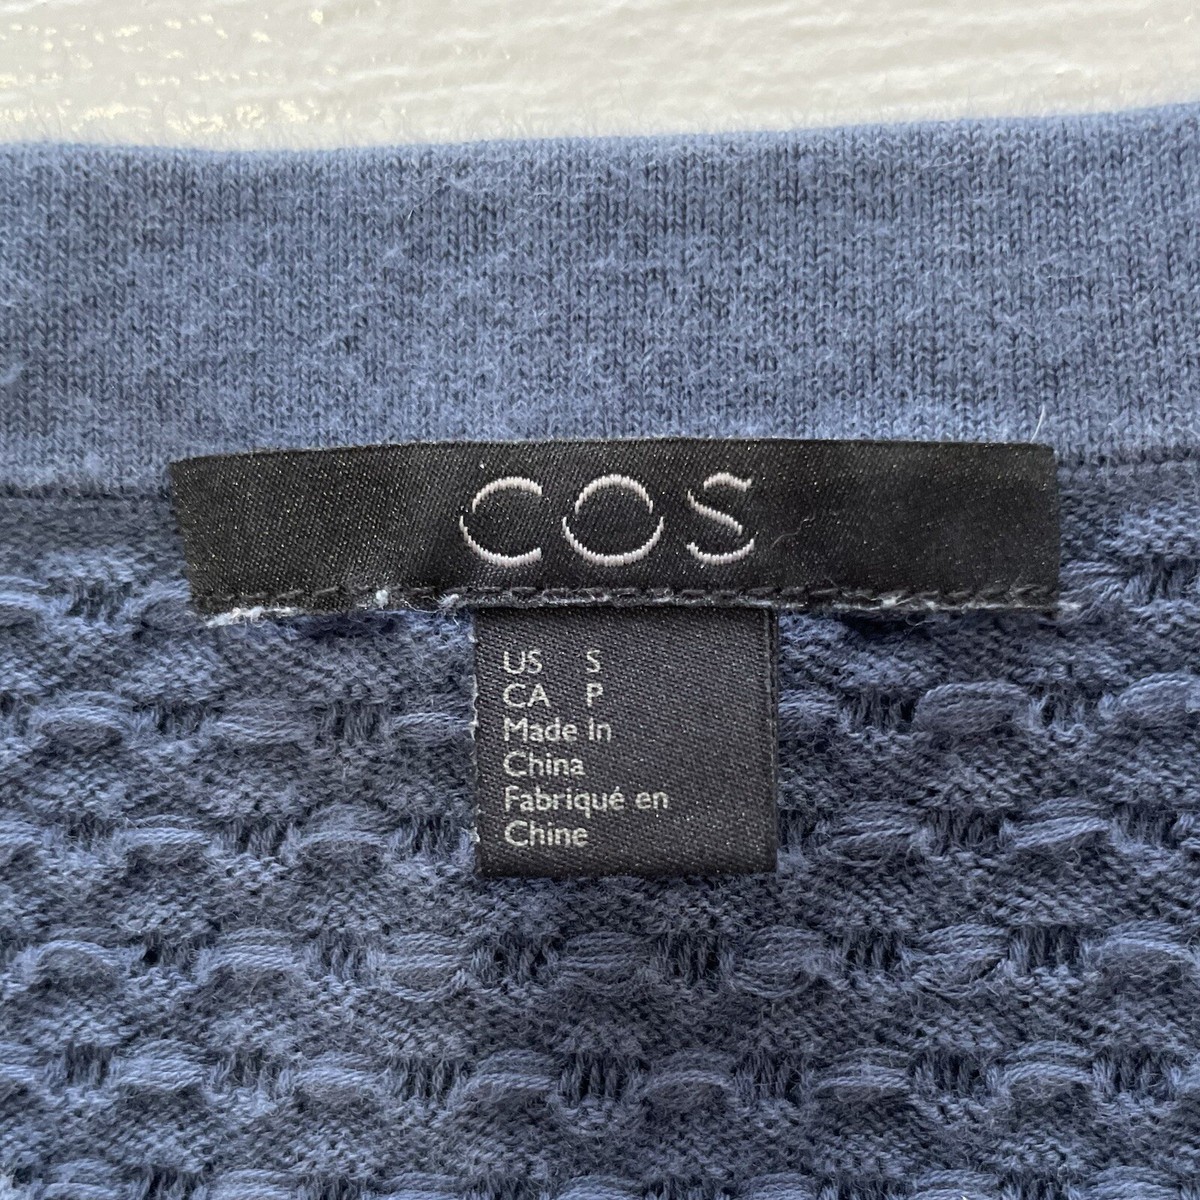 COS
US S
CA P
Made in
China
Fabriqué en
Chine